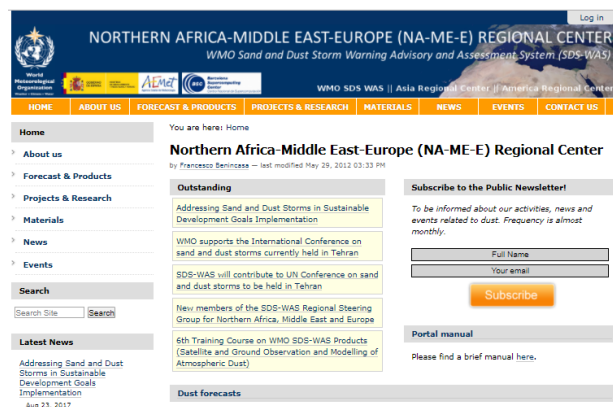 Log in
NORTHERN AFRICA-MIDDLE EAST-EUROPE (NA-ME-E) REGIONAL CENTER
WMO Sand and Dust Storm Warning Advisory and Assessment System (SDS-WAS)
World
Meteorological
Organization
AEMet
BSC
Barcelona
Supercomputing
Center
WMO SDS WAS || Asia Regional Center || America Regional Center
HOME ABOUT US FORECAST & PRODUCTS PROJECTS & RESEARCH MATERIALS NEWS EVENTS CONTACT US
Home
About us
Forecast & Products
Projects & Research
Materials
News
Events
Search
Search Site Search
Latest News
Addressing Sand and Dust
Storms in Sustainable
Development Goals
Implementation
Aug 23, 2017
You are here: Home
Northern Africa-Middle East-Europe (NA-ME-E) Regional Center
by Francesco Benincasa — last modified May 29, 2012 03:33 PM
Outstanding
Addressing Sand and Dust Storms in Sustainable
Development Goals Implementation
WMO supports the International Conference on
sand and dust storms currently held in Tehran
SDS-WAS will contribute to UN Conference on sand
and dust storms to be held in Tehran
New members of the SDS-WAS Regional Steering
Group for Northern Africa, Middle East and Europe
6th Training Course on WMO SDS-WAS Products
(Satellite and Ground Observation and Modelling of
Atmospheric Dust)
Subscribe to the Public Newsletter!
To be informed about our activities, news and
events related to dust. Frequency is almost
monthly.
Full Name
Your email
Subscribe
Portal manual
Please find a brief manual here.
Dust forecasts